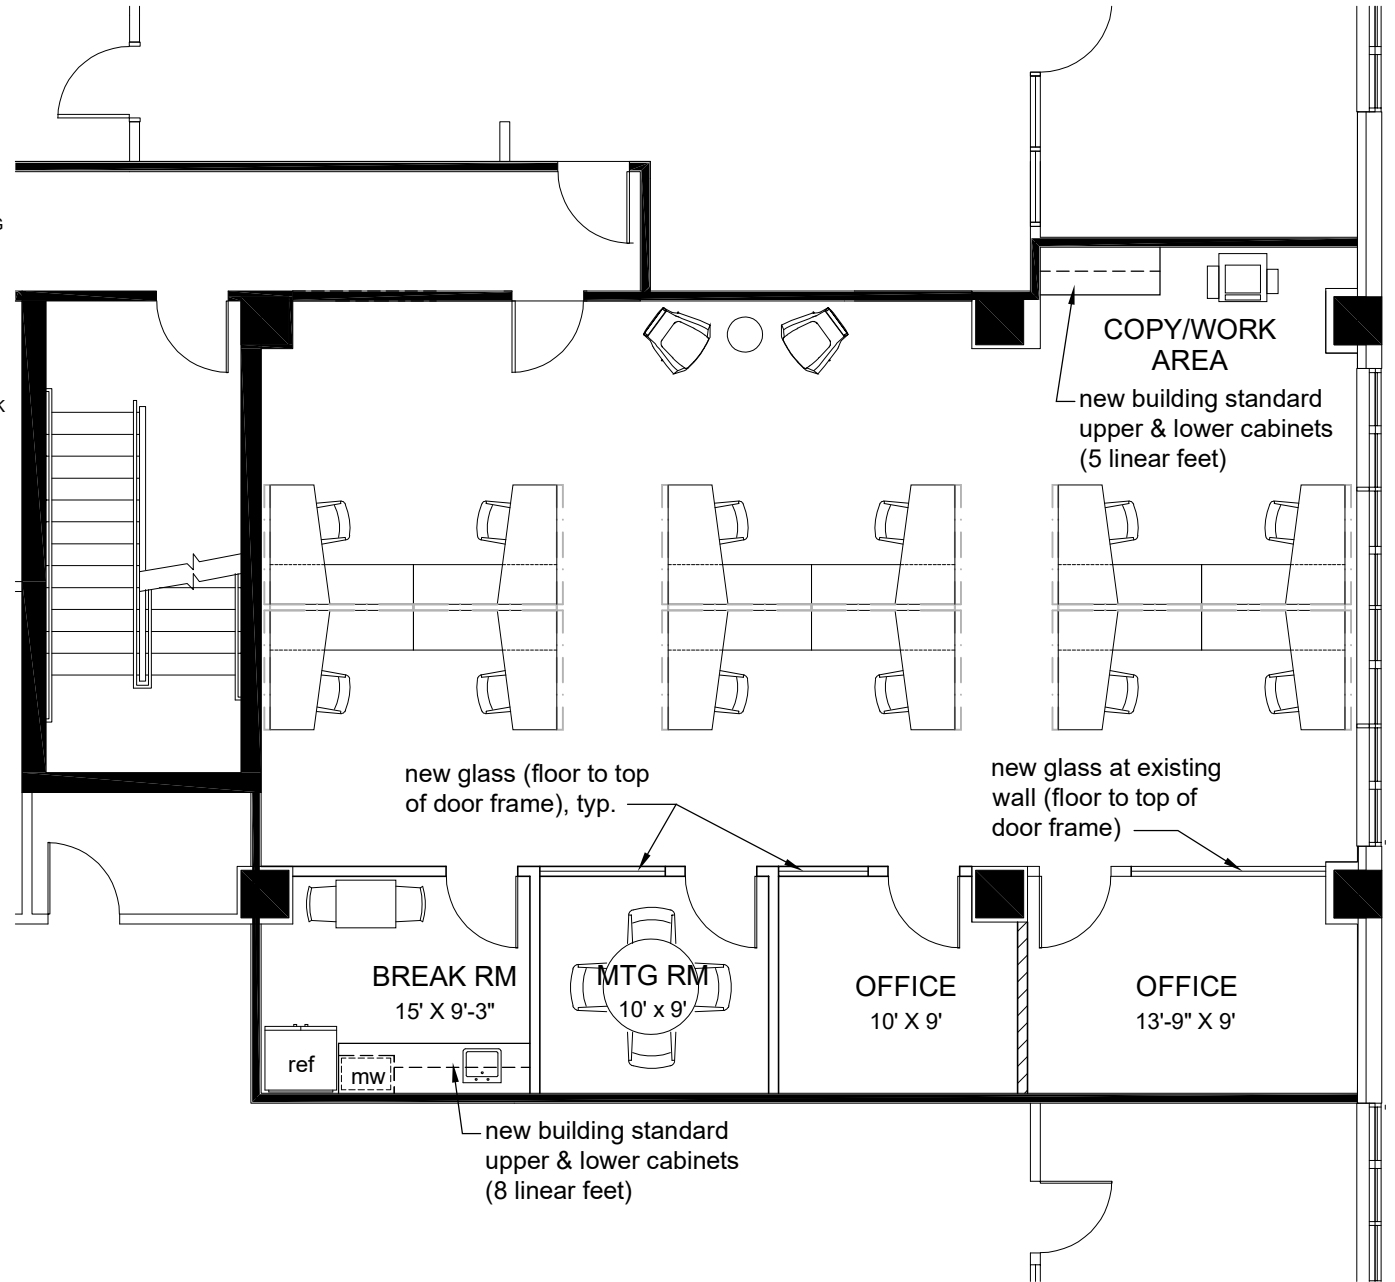 COPY/WORK
AREA
new building standard
upper & lower cabinets
(5 linear feet)
new glass (floor to top
of door frame), typ.
new glass at existing
wall (floor to top of
door frame)
BREAK RM
15' X 9'-3"
MTG RM
10' x 9'
OFFICE
10' X 9'
OFFICE
13'-9" X 9'
ref
mw
new building standard
upper & lower cabinets
(8 linear feet)